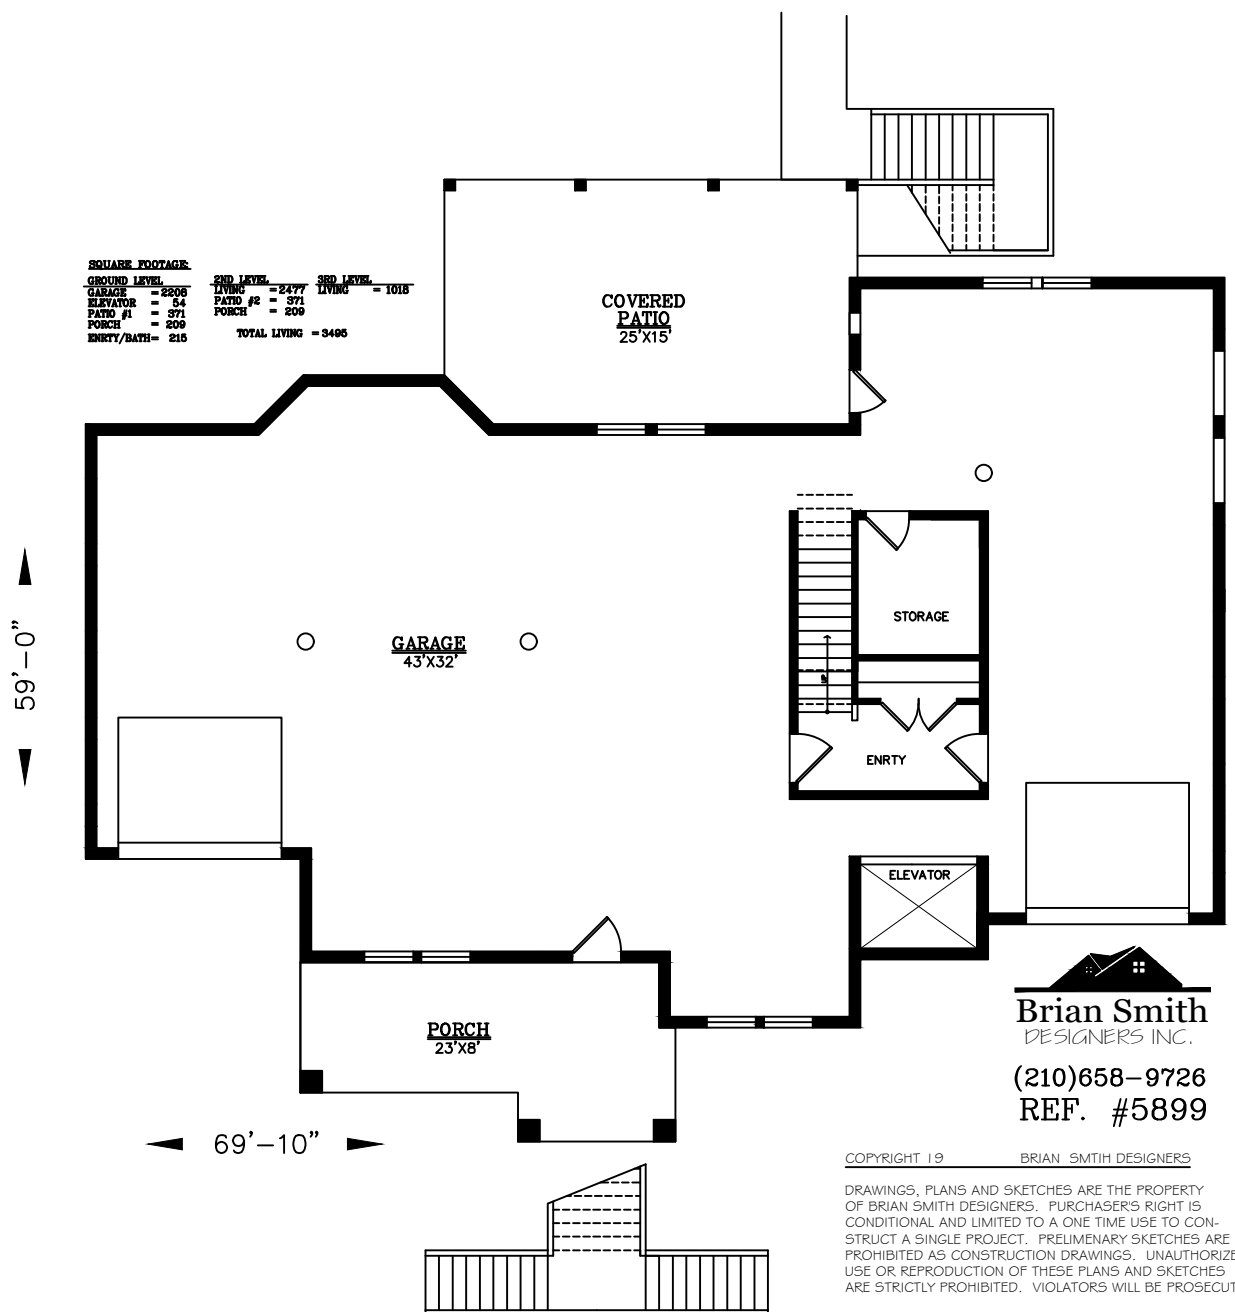 SQUARE FOOTAGE:
GROUND LEVEL
GARAGE = 2208
ELEVATOR = 54
PATIO #1 = 371
PORCH = 209
ENRTY/BATH= 215
2ND LEVEL
LIVING = 2477
PATIO #2 = 371
PORCH = 209
3RD LEVEL
LIVING = 1018
TOTAL LIVING = 3495
COVERED
PATIO
25'X15'
59'-0"
GARAGE
43'X32'
STORAGE
UP
ENRTY
ELEVATOR
PORCH
23'X8'
69'-10"
Brian Smith
DESIGNERS INC.
(210)658-9726
REF. #5899
COPYRIGHT 19 BRIAN SMTIH DESIGNERS
DRAWINGS, PLANS AND SKETCHES ARE THE PROPERTY
OF BRIAN SMITH DESIGNERS. PURCHASER'S RIGHT IS
CONDITIONAL AND LIMITED TO A ONE TIME USE TO CON-
STRUCT A SINGLE PROJECT. PRELIMENARY SKETCHES ARE
PROHIBITED AS CONSTRUCTION DRAWINGS. UNAUTHORIZE
USE OR REPRODUCTION OF THESE PLANS AND SKETCHES
ARE STRICTLY PROHIBITED. VIOLATORS WILL BE PROSECUT